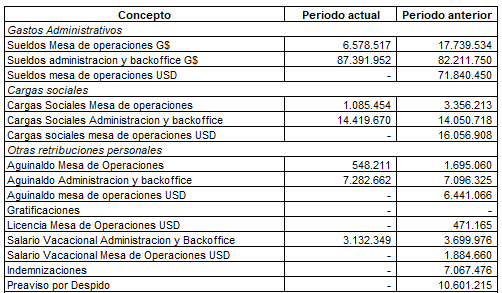 Concepto Periodo actual Periodo anterior
Gastos Administrativos
Sueldos Mesa de operaciones G$ 6.578.517 17.739.534
Sueldos administracion y backoffice G$ 87.391.952 82.211.750
Sueldos mesa de operaciones USD - 71.840.450
Cargas sociales
Cargas Sociales Mesa de operaciones 1.085.454 3.356.213
Cargas Sociales Administracion y backoffice 14.419.670 14.050.718
Cargas sociales mesa de operaciones USD - 16.056.908
Otras retribuciones personales
Aguinaldo Mesa de Operaciones 548.211 1.695.060
Aguinaldo Administracion y backoffice 7.282.662 7.096.325
Aguinaldo mesa de operaciones USD - 6.441.066
Gratificaciones - -
Licencia Mesa de Operaciones USD - 471.165
Salario Vacacional Administracion y Backoffice 3.132.349 3.699.976
Salario Vacacional Mesa de Operaciones USD - 1.884.660
Indemnizaciones - 7.067.476
Preaviso por Despido - 10.601.215